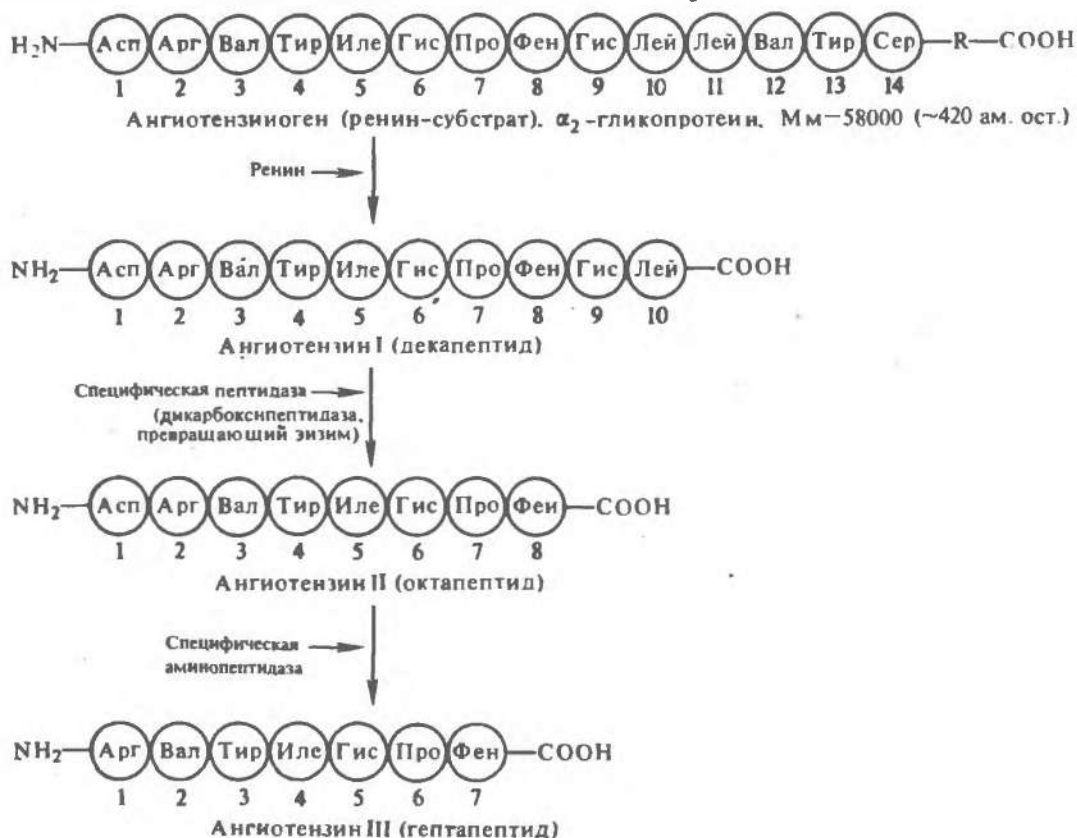 H₂N—Асп Арг Вал Тир Иле Гис Про Фен Гис Лей Лей Вал Тир Сер—R—COOH
1 2 3 4 5 6 7 8 9 10 11 12 13 14
Ангиотензиноген (ренин-субстрат). α₂-гликопротеин. Мм—58000 (~420 ам. ост.)
Ренин
NH₂—Асп Арг Вал Тир Иле Гис Про Фен Гис Лей—COOH
1 2 3 4 5 6 7 8 9 10
Ангиотензин I (декапептид)
Специфическая пептидаза
(дикарбоксипептидаза,
превращающий энзим)
NH₂—Асп Арг Вал Тир Иле Гис Про Фен—COOH
1 2 3 4 5 6 7 8
Ангиотензин II (октапептид)
Специфическая
аминопептидаза
NH₂—Арг Вал Тир Иле Гис Про Фен—COOH
1 2 3 4 5 6 7
Ангиотензин III (гептапептид)